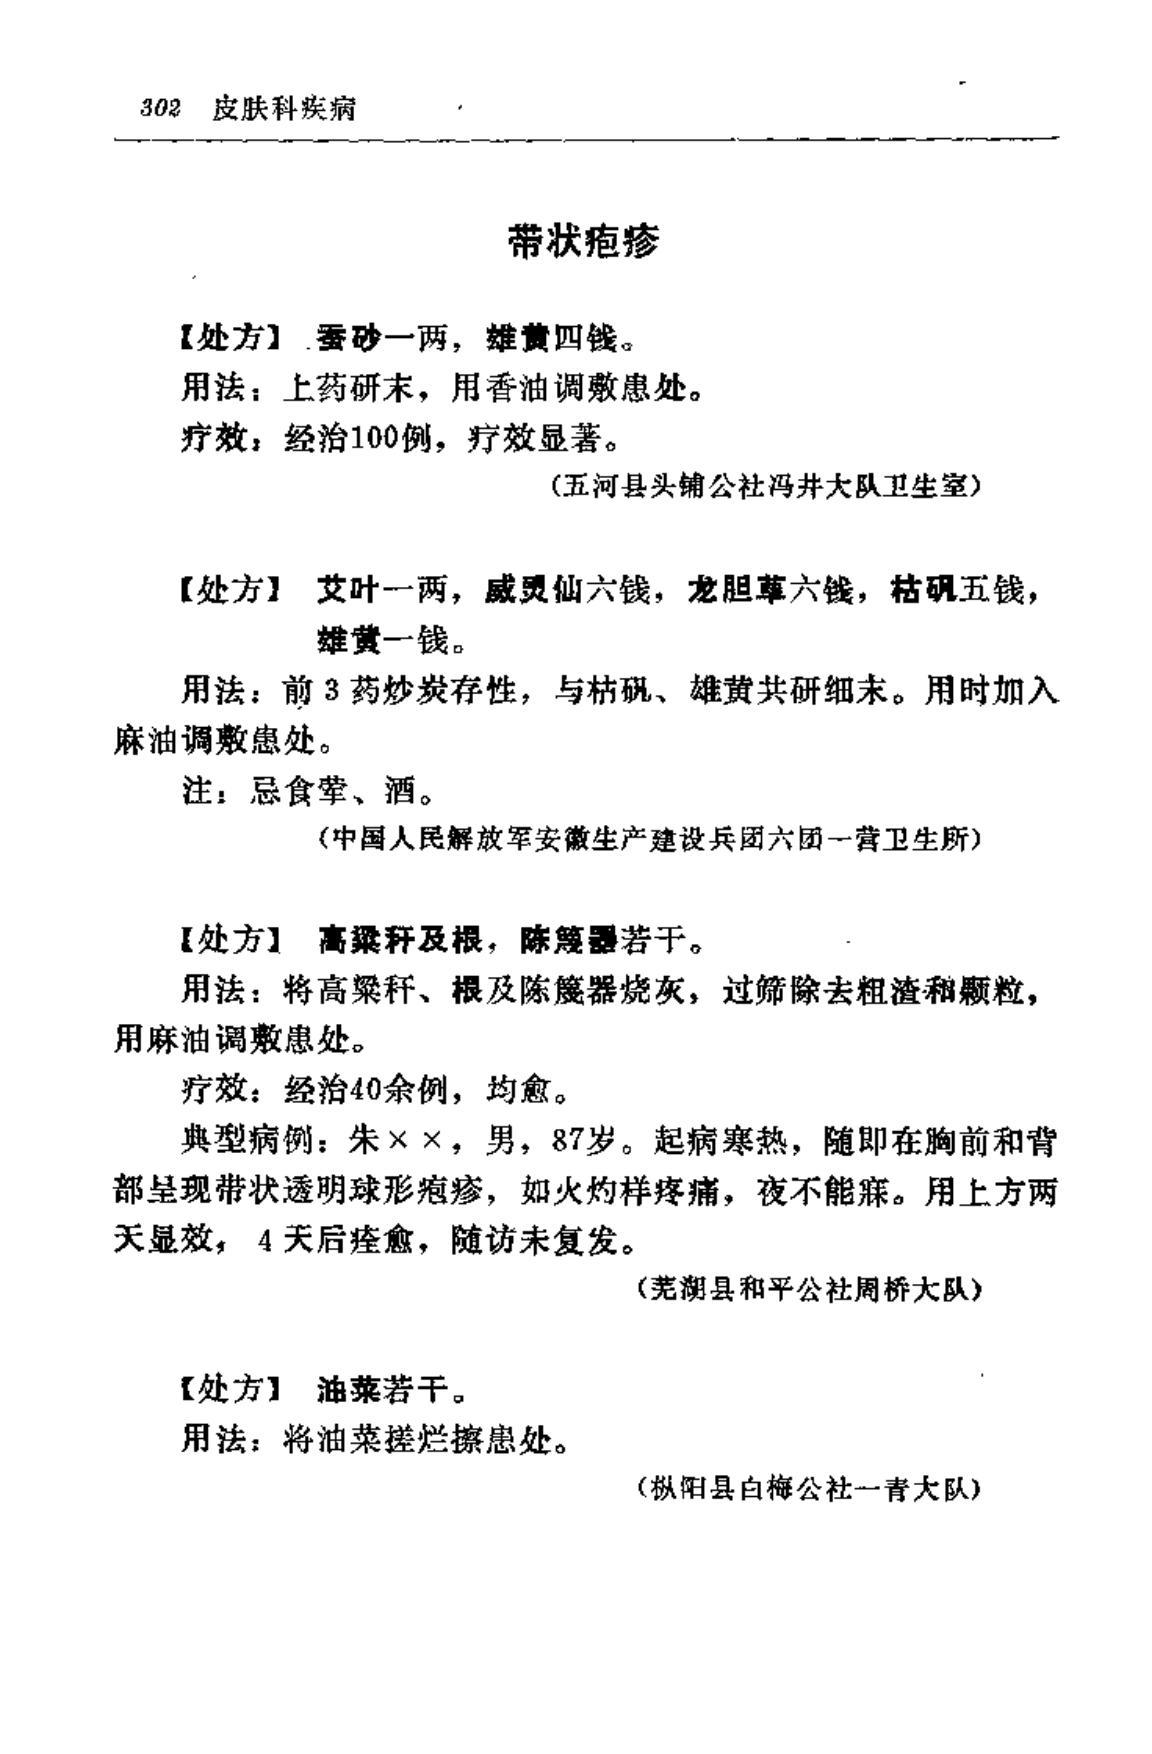 302 皮肤科疾病
带状疱疹
【处方】 蚕砂一两，雄黄四钱。
用法：上药研末，用香油调敷患处。
疗效：经治100例，疗效显著。
（五河县头铺公社冯井大队卫生室）
【处方】 艾叶一两，威灵仙六钱，龙胆草六钱，枯矾五钱，
雄黄一钱。
用法：前3药炒炭存性，与枯矾、雄黄共研细末。用时加入
麻油调敷患处。
注：忌食荤、酒。
（中国人民解放军安徽生产建设兵团六团一营卫生所）
【处方】 高粱秆及根，陈篾器若干。
用法：将高粱秆、根及陈篾器烧灰，过筛除去粗渣和颗粒，
用麻油调敷患处。
疗效：经治40余例，均愈。
典型病例：朱××，男，87岁。起病寒热，随即在胸前和背
部呈现带状透明球形疱疹，如火灼样疼痛，夜不能寐。用上方两
天显效，4天后痊愈，随访未复发。
（芜湖县和平公社周桥大队）
【处方】 油菜若干。
用法：将油菜搓烂擦患处。
（枞阳县白梅公社一青大队）